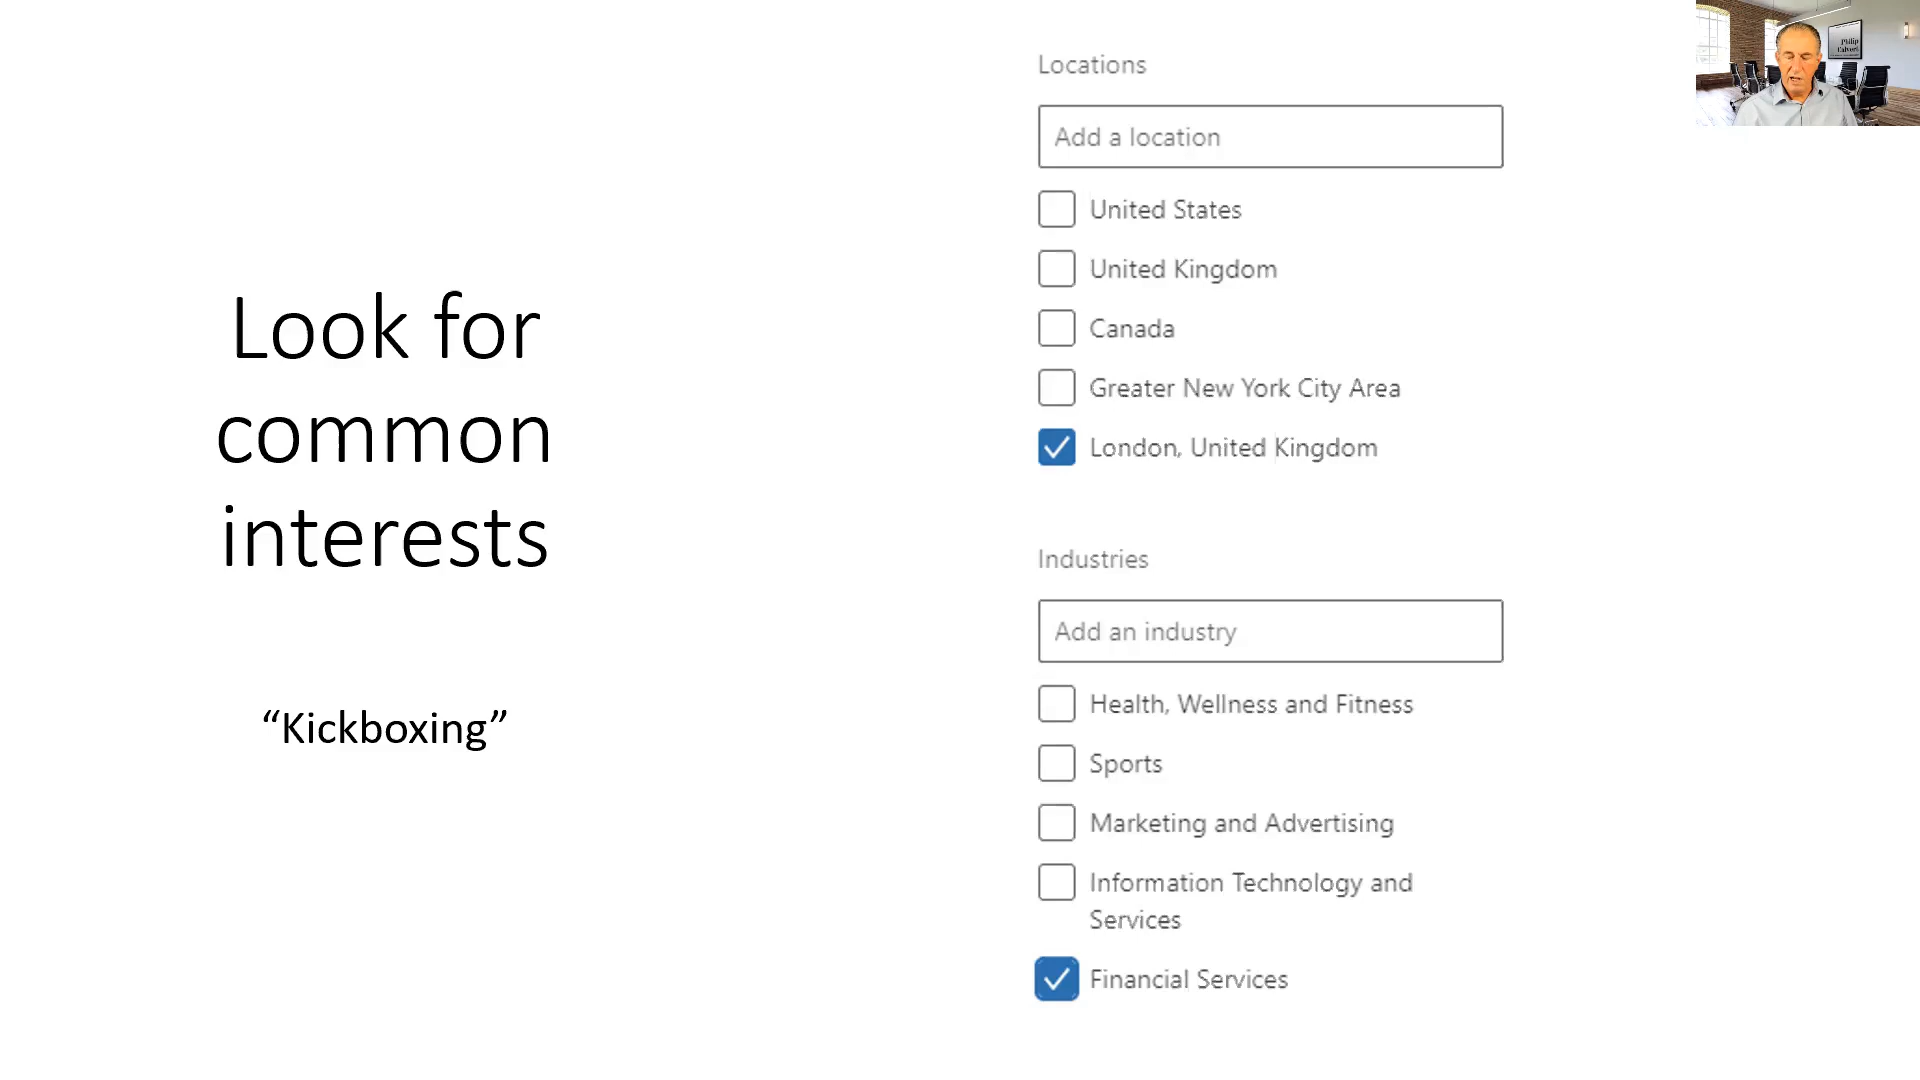 Look for
common
interests
“Kickboxing”
Locations
Add a location
United States
United Kingdom
Canada
Greater New York City Area
London, United Kingdom
Industries
Add an industry
Health, Wellness and Fitness
Sports
Marketing and Advertising
Information Technology and
Services
Financial Services
Philip
Calvert